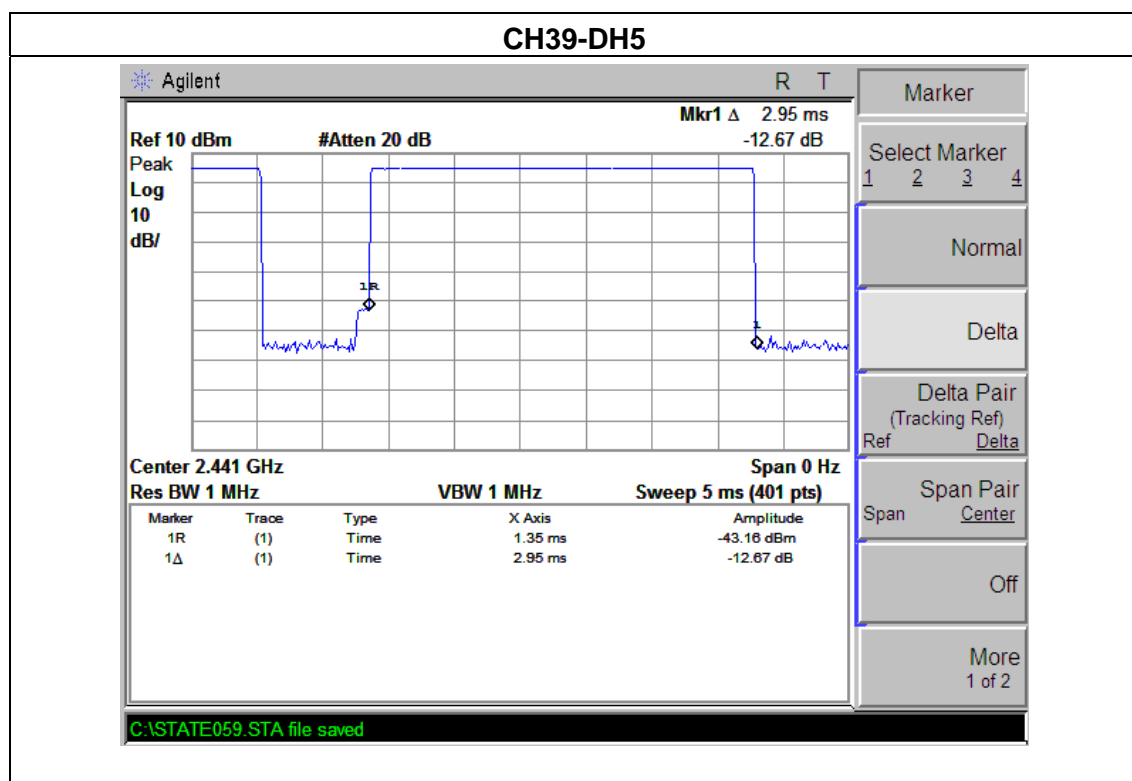 CH39-DH5
Agilent R T
Mkr1 Δ 2.95 ms
Ref 10 dBm #Atten 20 dB -12.67 dB
Peak
Log
10
dB/
1R
1
Center 2.441 GHz Span 0 Hz
Res BW 1 MHz VBW 1 MHz Sweep 5 ms (401 pts)
Marker Trace Type X Axis Amplitude
1R (1) Time 1.35 ms -43.16 dBm
1Δ (1) Time 2.95 ms -12.67 dB
C:\STATE059.STA file saved
Marker
Select Marker
1 2 3 4
Normal
Delta
Delta Pair
(Tracking Ref)
Ref Delta
Span Pair
Span Center
Off
More
1 of 2